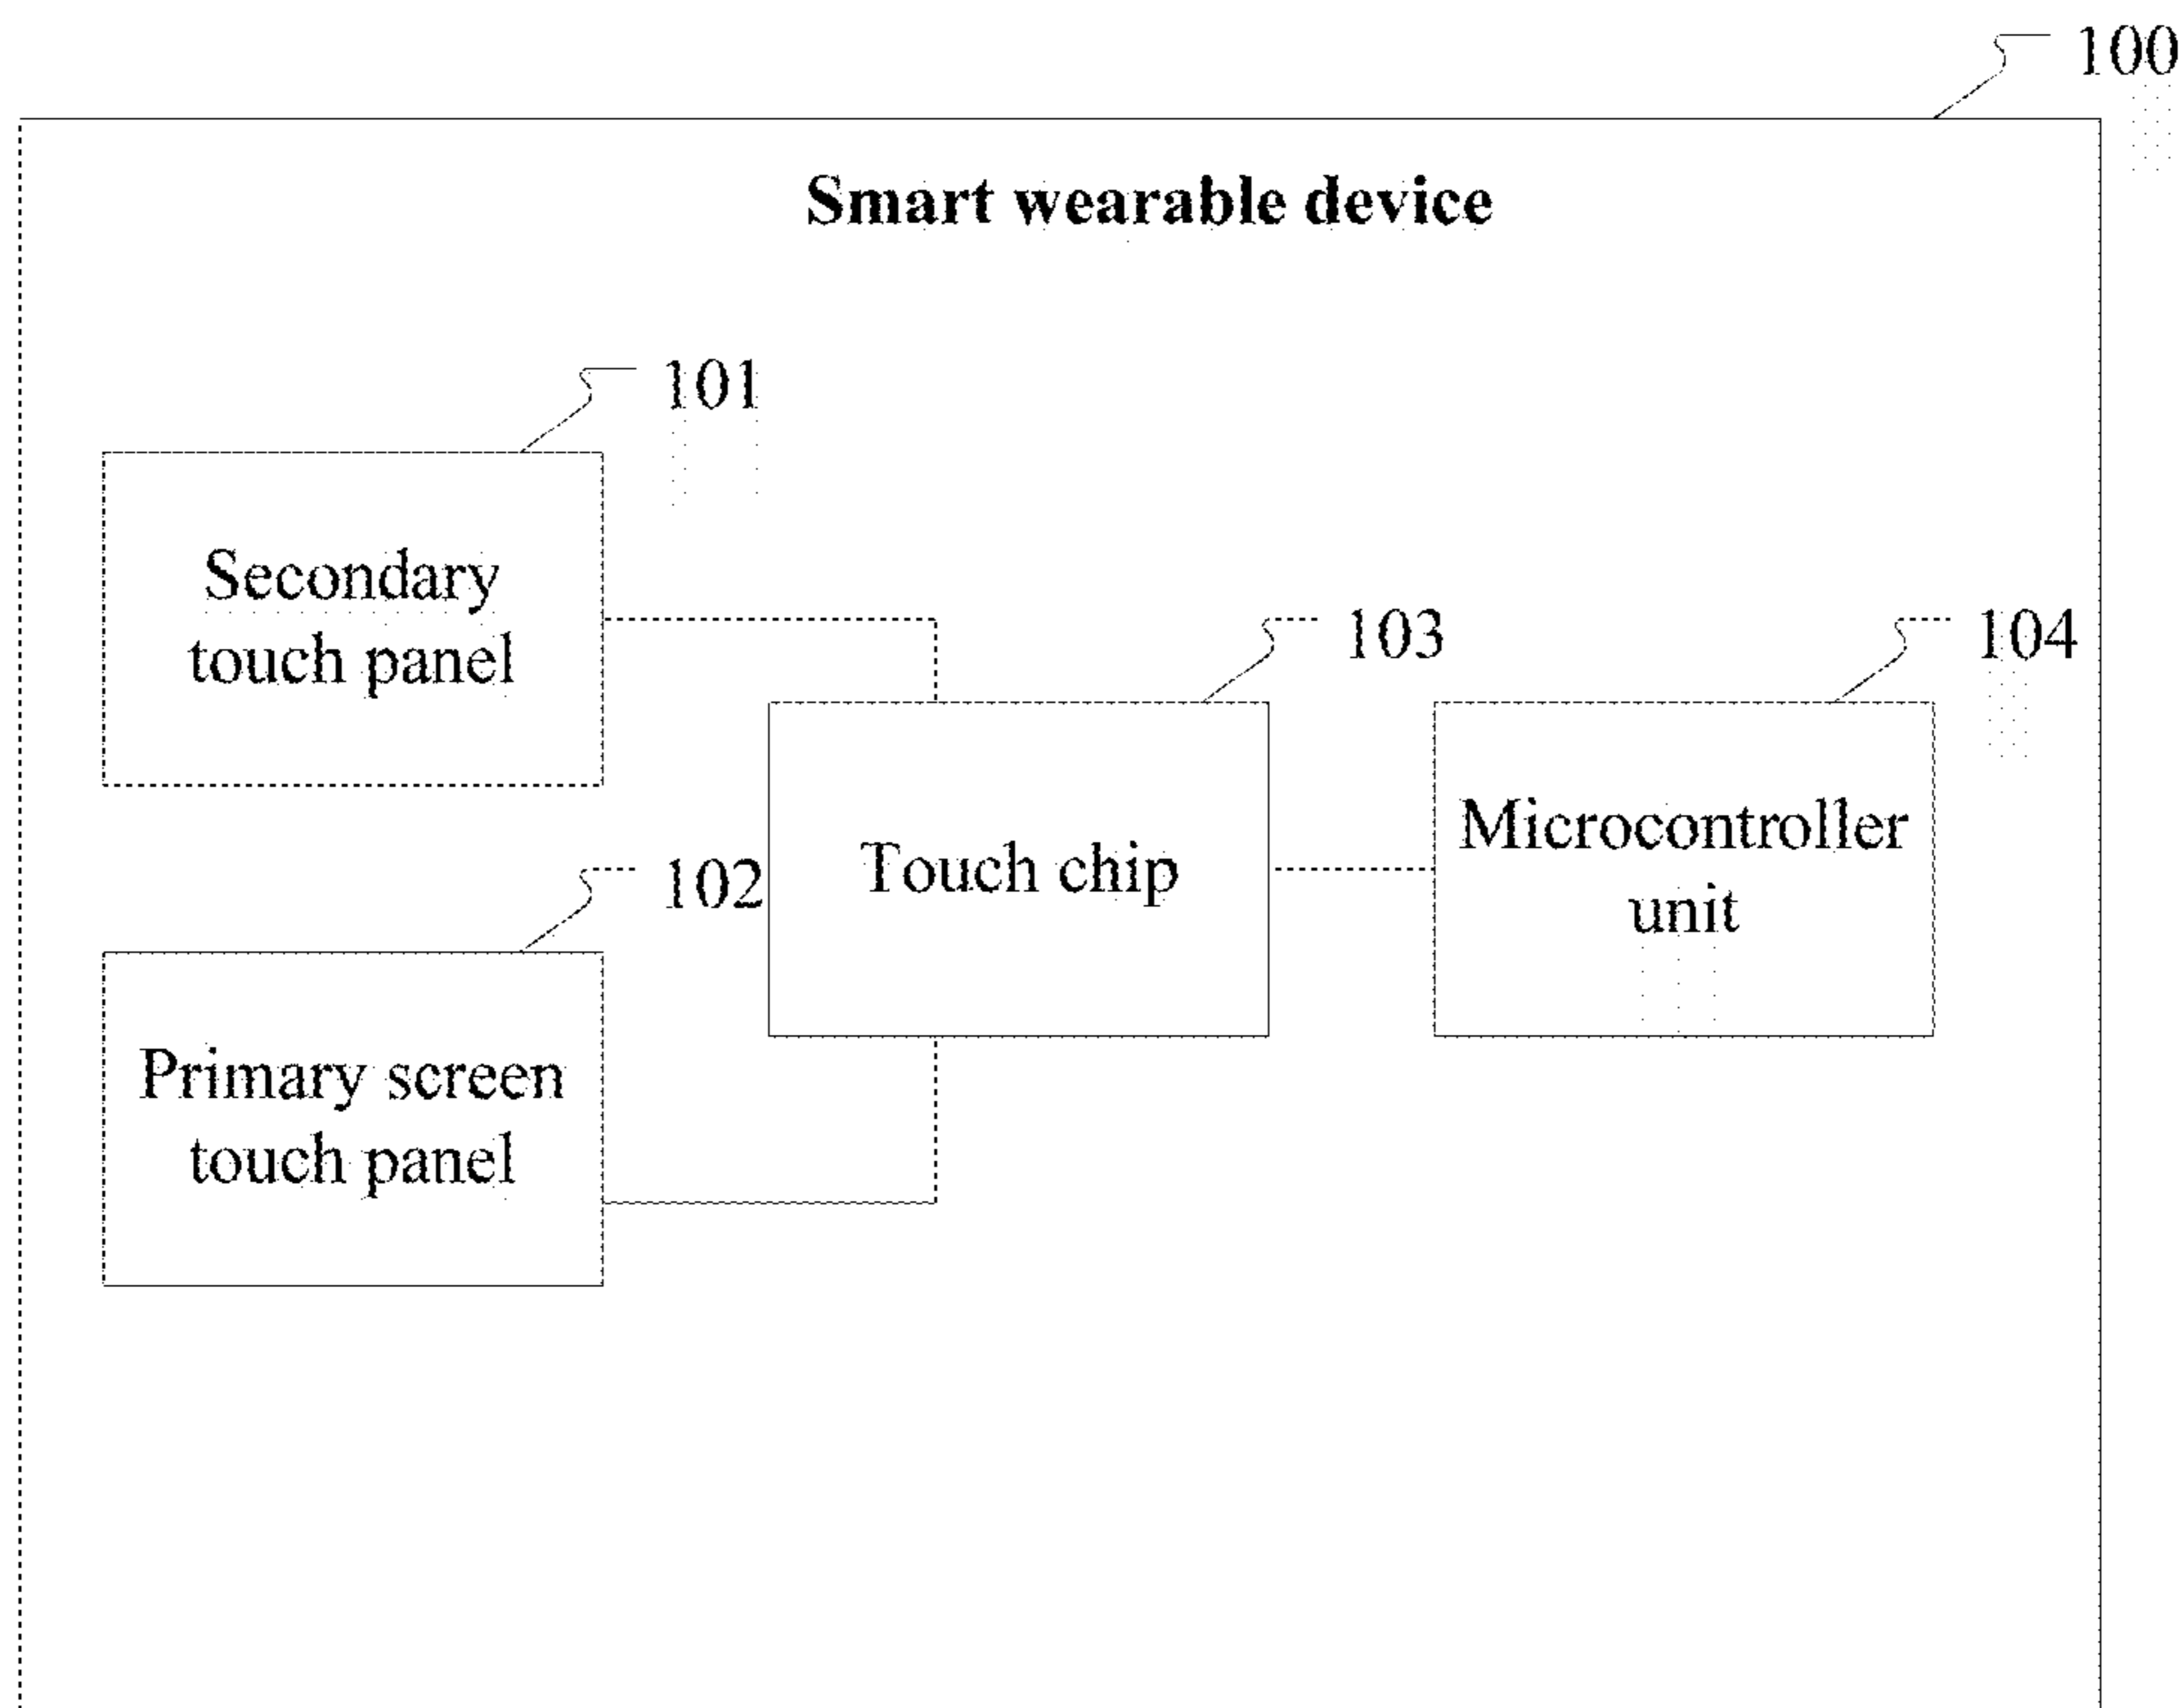 100
Smart wearable device
101
Secondary
touch panel
103
104
Touch chip
Microcontroller
unit
102
Primary screen
touch panel